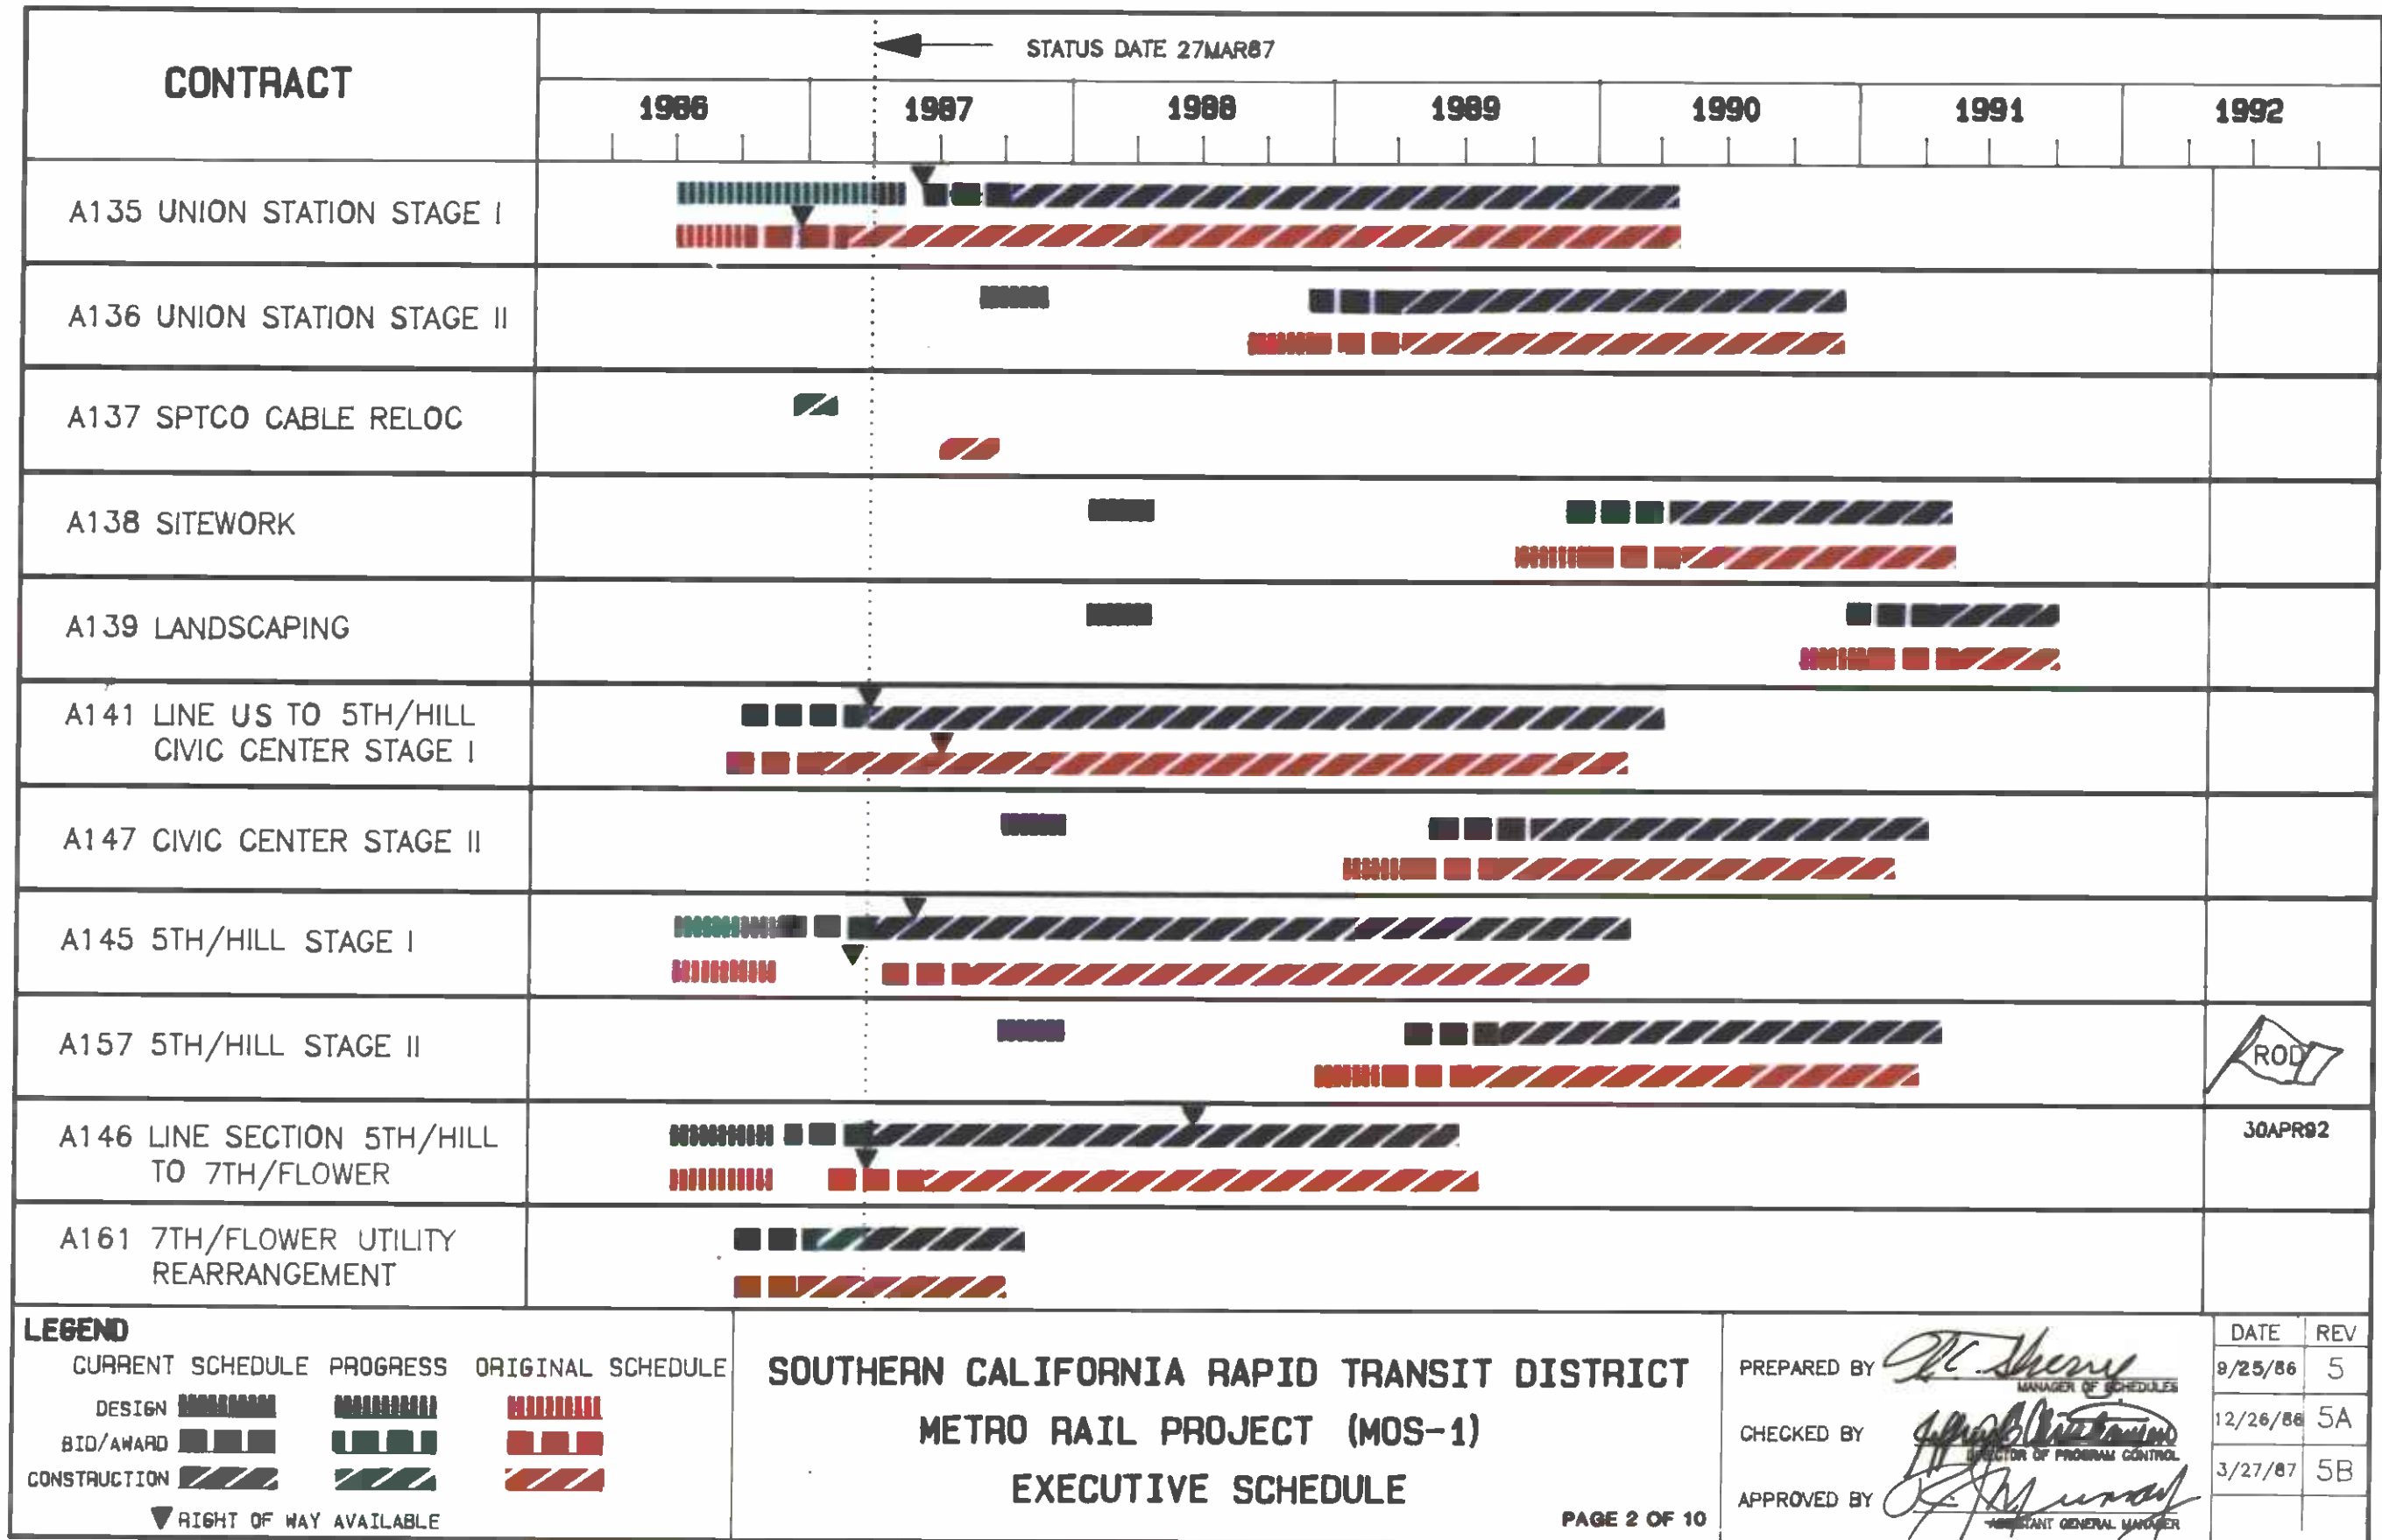 STATUS DATE 27MAR87
CONTRACT
1986 1987 1988 1989 1990 1991 1992
A135 UNION STATION STAGE I
A136 UNION STATION STAGE II
A137 SPTCO CABLE RELOC
A138 SITEWORK
A139 LANDSCAPING
A141 LINE US TO 5TH/HILL
CIVIC CENTER STAGE I
A147 CIVIC CENTER STAGE II
A145 5TH/HILL STAGE I
A157 5TH/HILL STAGE II
ROD
A146 LINE SECTION 5TH/HILL
TO 7TH/FLOWER
30APR92
A161 7TH/FLOWER UTILITY
REARRANGEMENT
LEGEND
CURRENT SCHEDULE PROGRESS ORIGINAL SCHEDULE
DESIGN
BID/AWARD
CONSTRUCTION
RIGHT OF WAY AVAILABLE
SOUTHERN CALIFORNIA RAPID TRANSIT DISTRICT
METRO RAIL PROJECT (MOS-1)
EXECUTIVE SCHEDULE
PAGE 2 OF 10
PREPARED BY
MANAGER OF SCHEDULES
CHECKED BY
DIRECTOR OF PROGRAM CONTROL
APPROVED BY
ASSISTANT GENERAL MANAGER
DATE REV
9/25/86 5
12/26/86 5A
3/27/87 5B